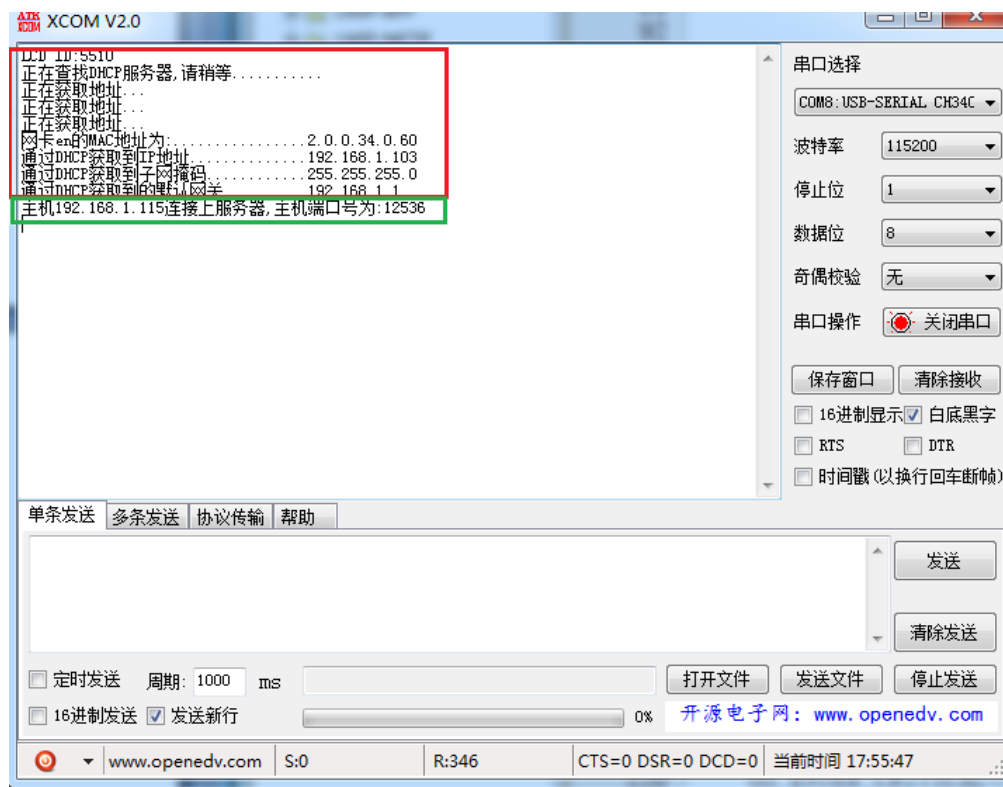 XCOM V2.0
LCD ID:5510
正在查找DHCP服务器,请稍等...........
正在获取地址...
正在获取地址...
正在获取地址...
网卡en的MAC地址为:................2.0.0.34.0.60
通过DHCP获取到IP地址..............192.168.1.103
通过DHCP获取到子网掩码............255.255.255.0
通过DHCP获取到的默认网关..........192.168.1.1
主机192.168.1.115连接上服务器,主机端口号为:12536
串口选择
COM8:USB-SERIAL CH34C
波特率 115200
停止位 1
数据位 8
奇偶校验 无
串口操作 关闭串口
保存窗口 清除接收
16进制显示 白底黑字
RTS DTR
时间戳(以换行回车断帧)
单条发送 多条发送 协议传输 帮助
发送
清除发送
定时发送 周期: 1000 ms 打开文件 发送文件 停止发送
16进制发送 发送新行 0% 开源电子网: www.openedv.com
www.openedv.com S:0 R:346 CTS=0 DSR=0 DCD=0 当前时间 17:55:47